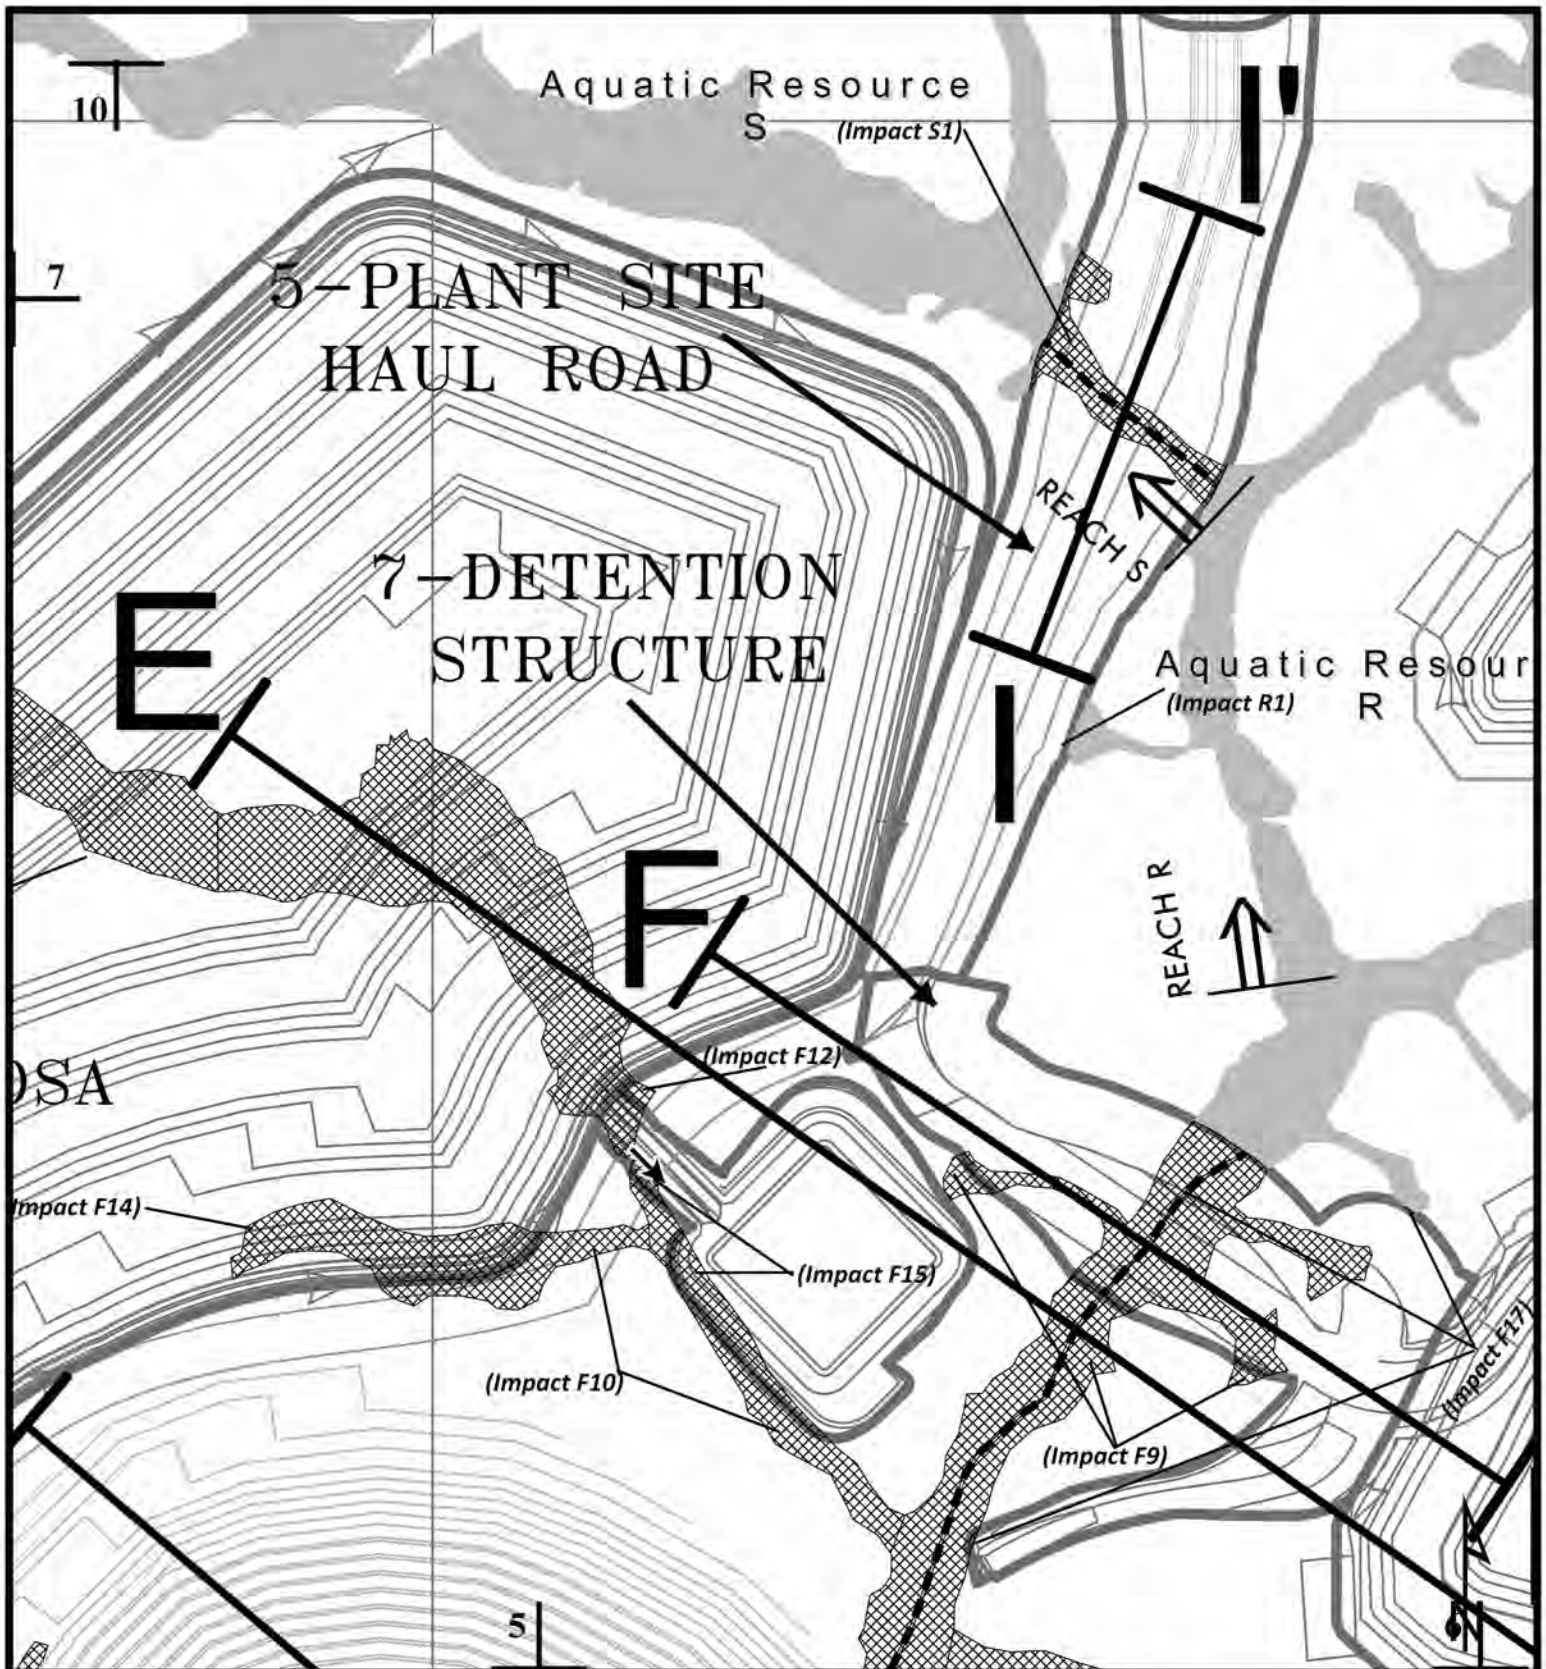 Aquatic Resource
S
(Impact S1)
10
I'
7
5-PLANT SITE
HAUL ROAD
REACH S
7-DETENTION
STRUCTURE
E
Aquatic Resour
(Impact R1)
R
I
F
REACH R
(Impact F12)
OSA
Impact F14)
(Impact F15)
(Impact F17)
(Impact F10)
(Impact F9)
5